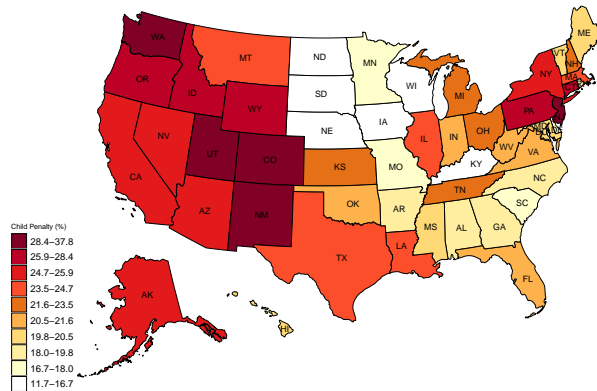 WA
OR
CA
NV
ID
MT
WY
UT
CO
AZ
NM
ND
SD
NE
KS
OK
TX
MN
IA
MO
AR
LA
WI
IL
MI
IN
OH
KY
TN
MS
AL
GA
FL
SC
NC
VA
WV
PA
NY
VT
NH
ME
MA
AK
HI
Child Penalty (%)
28.4–37.8
25.9–28.4
24.7–25.9
23.5–24.7
21.6–23.5
20.5–21.6
19.8–20.5
18.0–19.8
16.7–18.0
11.7–16.7